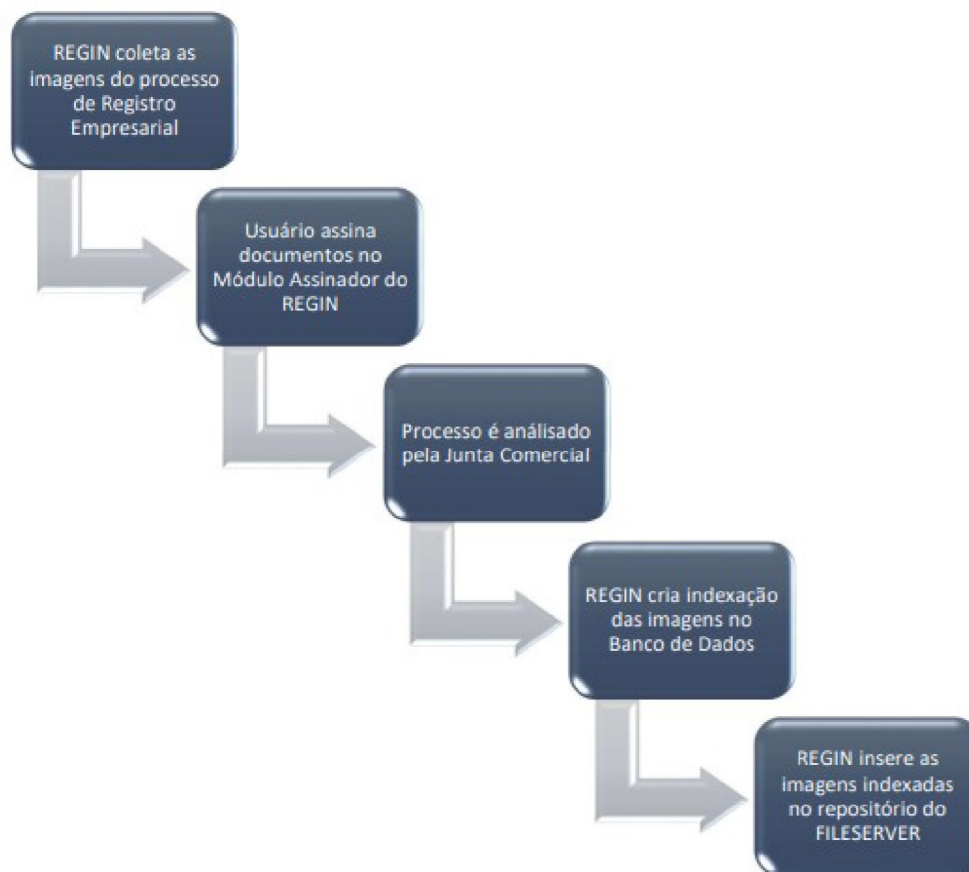 REGIN coleta as
imagens do processo
de Registro
Empresarial
Usuário assina
documentos no
Módulo Assinador do
REGIN
Processo é análisado
pela Junta Comercial
REGIN cria indexação
das imagens no
Banco de Dados
REGIN insere as
imagens indexadas
no repositório do
FILESERVER